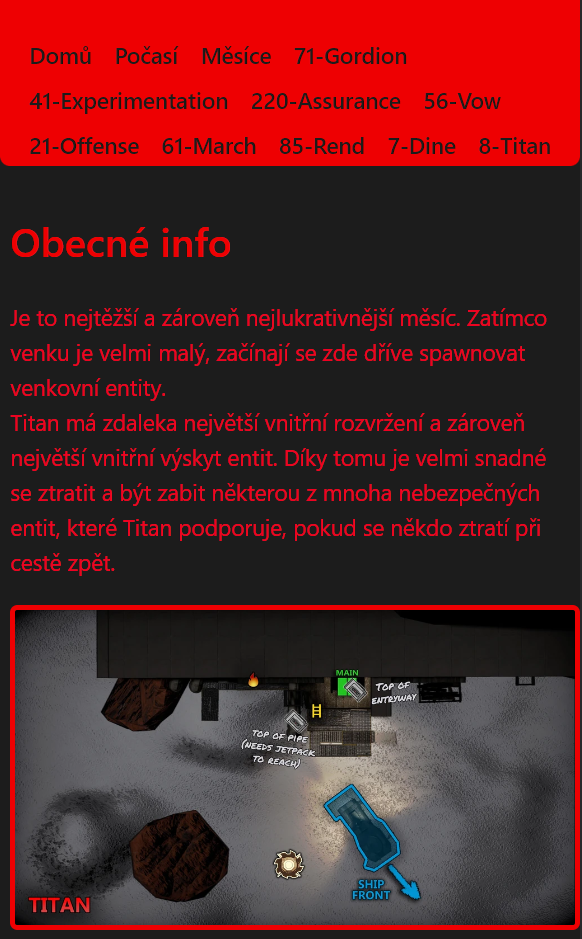 Domů Počasí Měsíce 71-Gordion
41-Experimentation 220-Assurance 56-Vow
21-Offense 61-March 85-Rend 7-Dine 8-Titan
Obecné info
Je to nejtěžší a zároveň nejlukrativnější měsíc. Zatímco
venku je velmi malý, začínají se zde dříve spawnovat
venkovní entity.
Titan má zdaleka největší vnitřní rozvržení a zároveň
největší vnitřní výskyt entit. Díky tomu je velmi snadné
se ztratit a být zabit některou z mnoha nebezpečných
entit, které Titan podporuje, pokud se někdo ztratí při
cestě zpět.
MAIN
TOP OF
ENTRYWAY
TOP OF PIPE
(NEEDS JETPACK
TO REACH)
SHIP
FRONT
TITAN